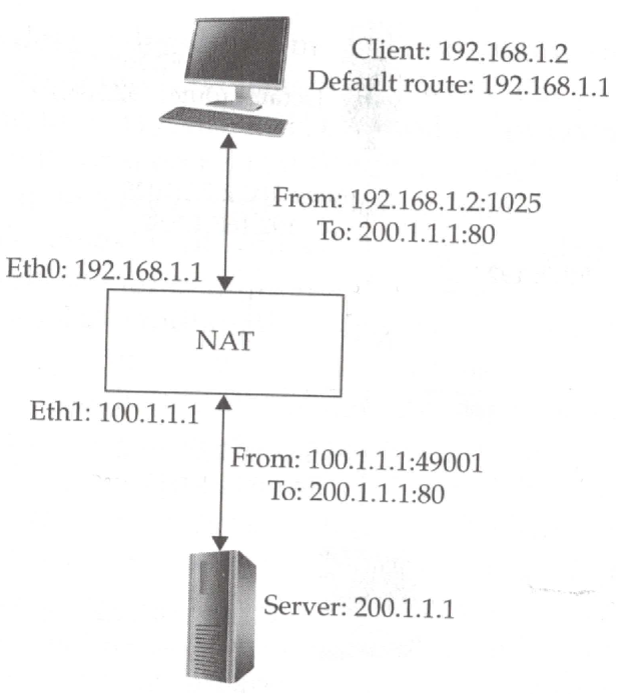 Client: 192.168.1.2
Default route: 192.168.1.1
From: 192.168.1.2:1025
To: 200.1.1.1:80
Eth0: 192.168.1.1
NAT
Eth1: 100.1.1.1
From: 100.1.1.1:49001
To: 200.1.1.1:80
Server: 200.1.1.1